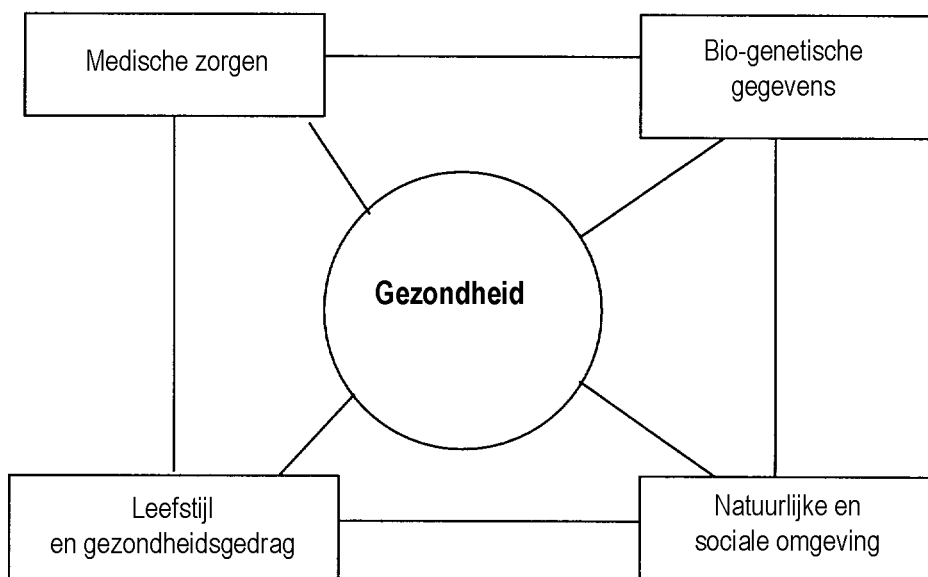 Medische zorgen
Bio-genetische
gegevens
Gezondheid
Leefstijl
en gezondheidsgedrag
Natuurlijke en
sociale omgeving